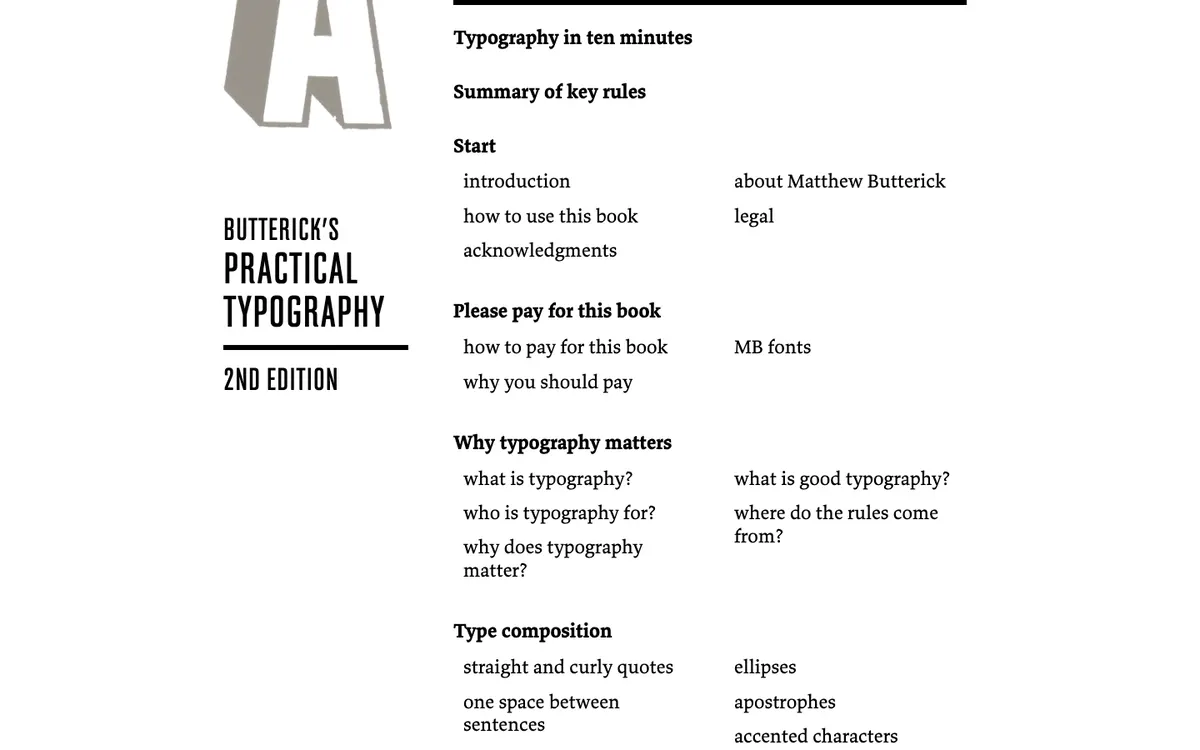 A
BUTTERICK'S
PRACTICAL
TYPOGRAPHY
2ND EDITION
Typography in ten minutes
Summary of key rules
Start
introduction
how to use this book
acknowledgments
about Matthew Butterick
legal
Please pay for this book
how to pay for this book
why you should pay
MB fonts
Why typography matters
what is typography?
who is typography for?
why does typography
matter?
what is good typography?
where do the rules come
from?
Type composition
straight and curly quotes
one space between
sentences
ellipses
apostrophes
accented characters